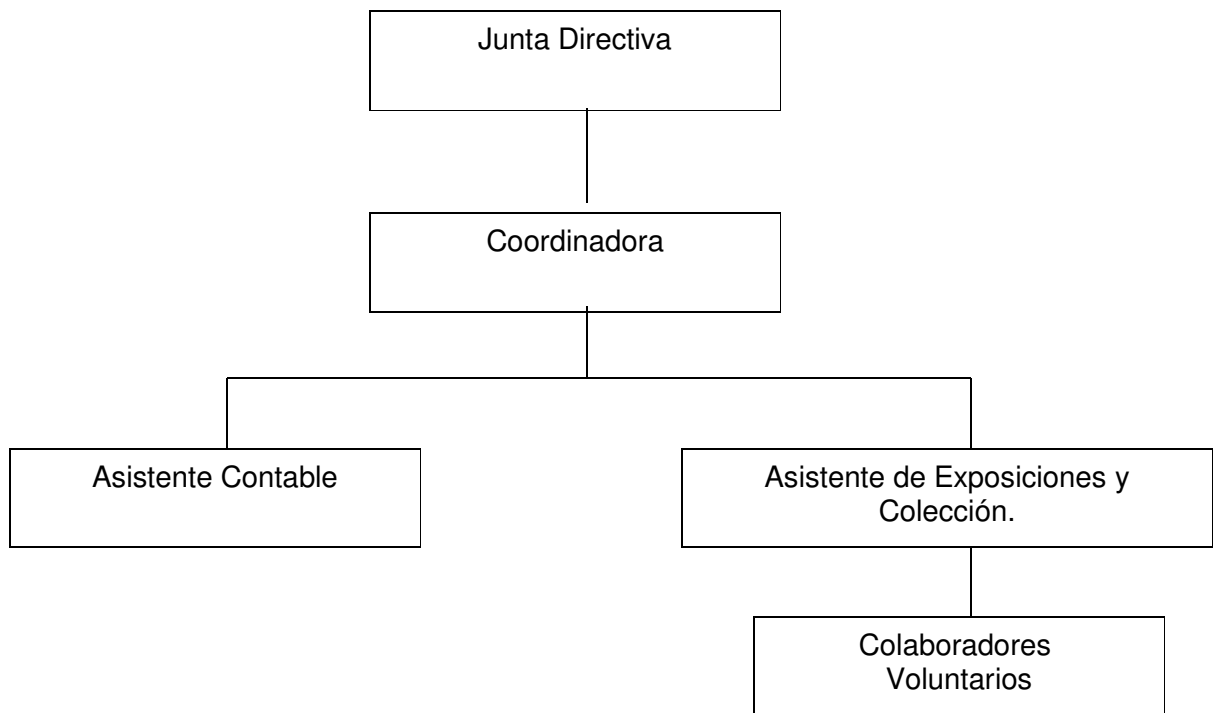 Junta Directiva
Coordinadora
Asistente Contable
Asistente de Exposiciones y
Colección.
Colaboradores
Voluntarios